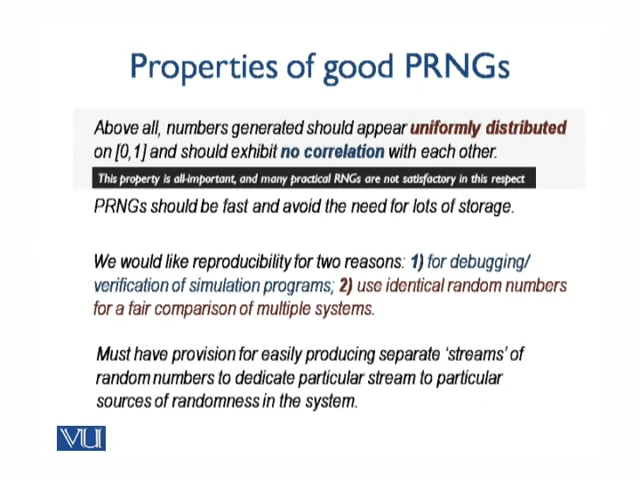 Properties of good PRNGs
Above all, numbers generated should appear uniformly distributed
on [0,1] and should exhibit no correlation with each other.
This property is all-important, and many practical RNGs are not satisfactory in this respect
PRNGs should be fast and avoid the need for lots of storage.
We would like reproducibility for two reasons: 1) for debugging/
verification of simulation programs; 2) use identical random numbers
for a fair comparison of multiple systems.
Must have provision for easily producing separate ‘streams’ of
random numbers to dedicate particular stream to particular
sources of randomness in the system.
VU